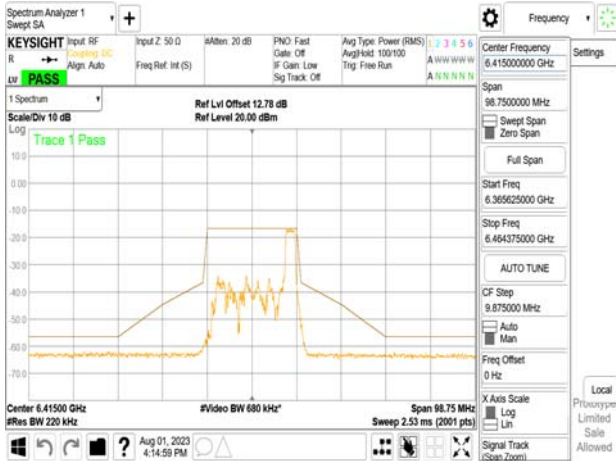 Spectrum Analyzer 1
Swept SA
KEYSIGHT
R
LW PASS
Input: RF
Coupling: DC
Align: Auto
Input Z: 50 Ω
Freq Ref: Int (S)
#Atten: 20 dB
PNO: Fast
Gate: Off
IF Gain: Low
Sig Track: Off
Avg Type: Power (RMS)
Avg|Hold: 100/100
Trig: Free Run
1 2 3 4 5 6
A W W W W W
A N N N N N
1 Spectrum
Scale/Div 10 dB
Ref Lvl Offset 12.78 dB
Ref Level 20.00 dBm
Log
Trace 1 Pass
10.0
0.00
-10.0
-20.0
-30.0
-40.0
-50.0
-60.0
-70.0
Center 6.41500 GHz
#Res BW 220 kHz
#Video BW 680 kHz*
Span 98.75 MHz
Sweep 2.53 ms (2001 pts)
Aug 01, 2023
4:14:59 PM
Frequency
Settings
Center Frequency
6.415000000 GHz
Span
98.7500000 MHz
Swept Span
Zero Span
Full Span
Start Freq
6.365625000 GHz
Stop Freq
6.464375000 GHz
AUTO TUNE
CF Step
9.875000 MHz
Auto
Man
Freq Offset
0 Hz
X Axis Scale
Log
Lin
Signal Track
(Span Zoom)
Local
Prototype
Limited
Sale
Allowed